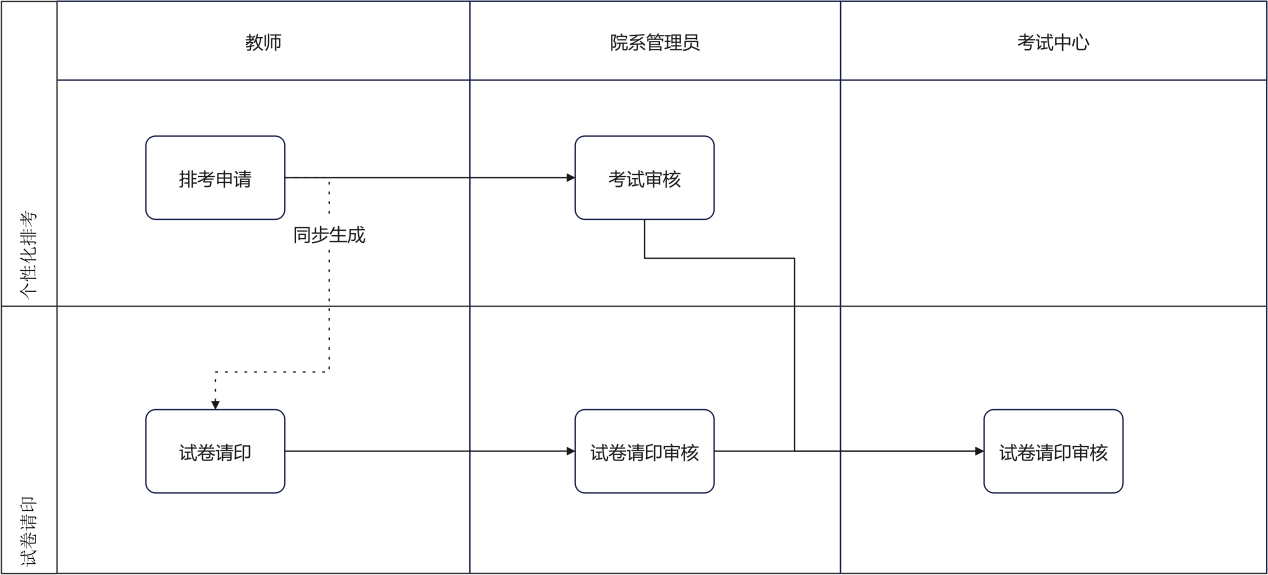 教师
院系管理员
考试中心
个性化排考
排考申请
考试审核
同步生成
试卷请印
试卷请印
试卷请印审核
试卷请印审核